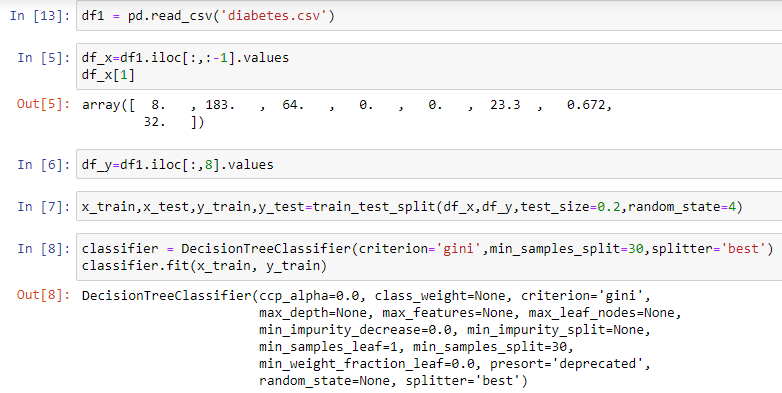 In [13]: df1 = pd.read_csv('diabetes.csv')
In [5]: df_x=df1.iloc[:,:-1].values
df_x[1]
Out[5]: array([  8.   , 183.   ,  64.   ,   0.   ,   0.   ,  23.3  ,   0.672,
        32.   ])
In [6]: df_y=df1.iloc[:,8].values
In [7]: x_train,x_test,y_train,y_test=train_test_split(df_x,df_y,test_size=0.2,random_state=4)
In [8]: classifier = DecisionTreeClassifier(criterion='gini',min_samples_split=30,splitter='best')
classifier.fit(x_train, y_train)
Out[8]: DecisionTreeClassifier(ccp_alpha=0.0, class_weight=None, criterion='gini',
                       max_depth=None, max_features=None, max_leaf_nodes=None,
                       min_impurity_decrease=0.0, min_impurity_split=None,
                       min_samples_leaf=1, min_samples_split=30,
                       min_weight_fraction_leaf=0.0, presort='deprecated',
                       random_state=None, splitter='best')